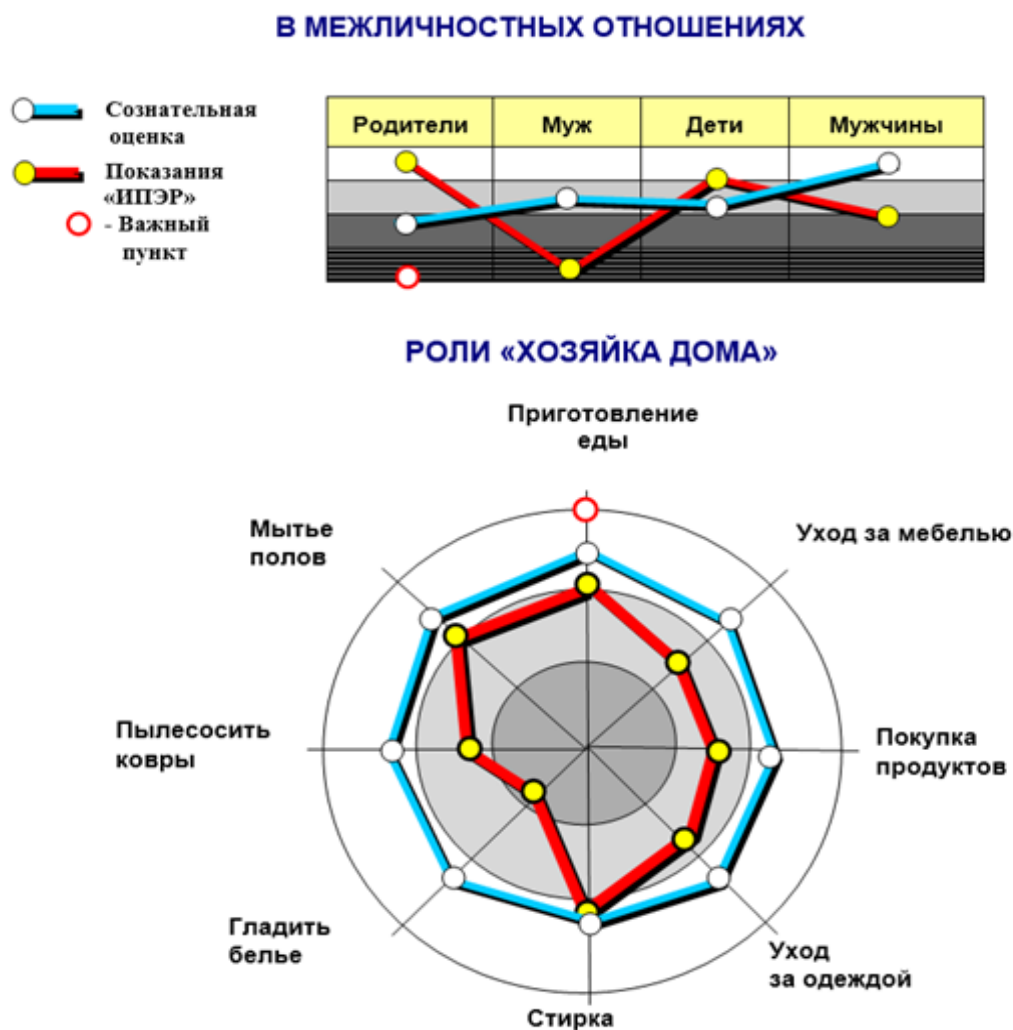 В МЕЖЛИЧНОСТНЫХ ОТНОШЕНИЯХ
Сознательная
оценка
Показания
«ИПЭР»
- Важный
пункт
Родители
Муж
Дети
Мужчины
РОЛИ «ХОЗЯЙКА ДОМА»
Приготовление
еды
Мытье
полов
Уход за мебелью
Пылесосить
ковры
Покупка
продуктов
Гладить
белье
Уход
за одеждой
Стирка